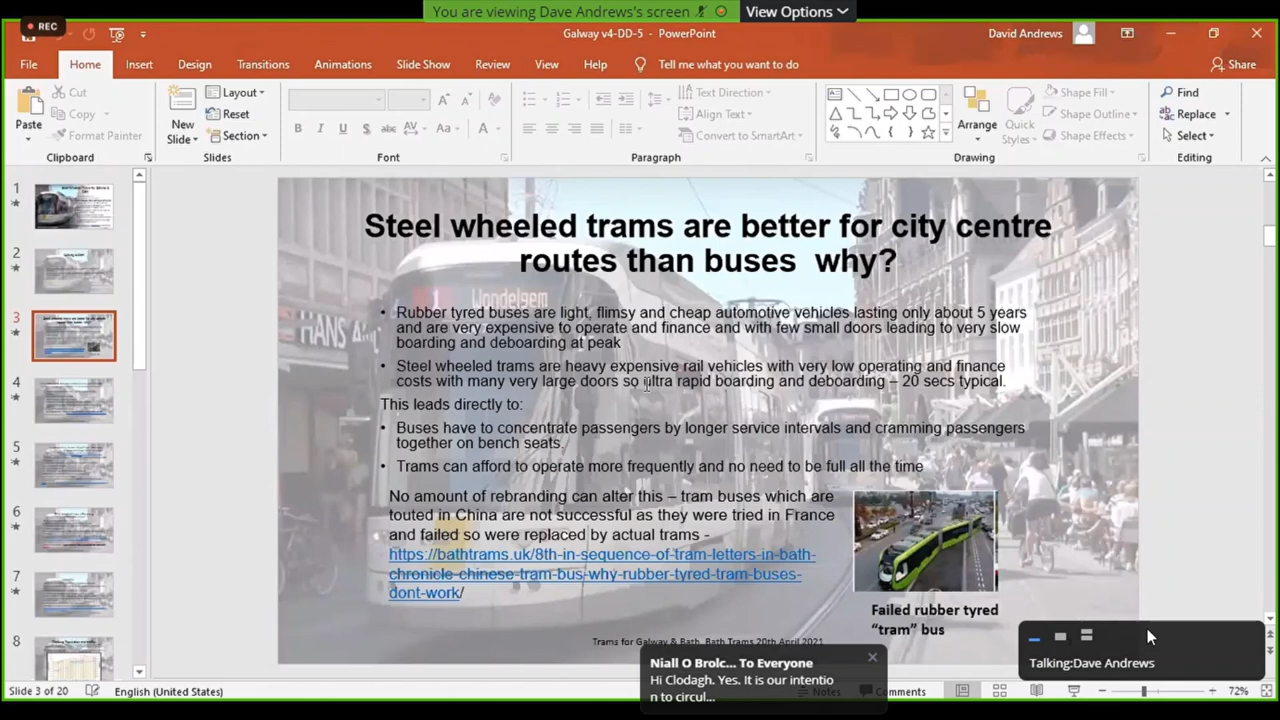 You are viewing Dave Andrews's screen
View Options
REC
Galway v4-DD-5 - PowerPoint
David Andrews
File Home Insert Design Transitions Animations Slide Show Review View Help Tell me what you want to do Share
Paste
Cut
Copy
Format Painter
Clipboard
New
Slide
Layout
Reset
Section
Slides
B I U S abc AV Aa A
Font
Text Direction
Align Text
Convert to SmartArt
Paragraph
Arrange
Quick
Styles
Shape Fill
Shape Outline
Shape Effects
Drawing
Find
Replace
Select
Editing
1
2
3
4
5
6
7
8
Steel wheeled trams are better for city centre
routes than buses why?
• Rubber tyred buses are light, flimsy and cheap automotive vehicles lasting only about 5 years
and are very expensive to operate and finance and with few small doors leading to very slow
boarding and deboarding at peak
• Steel wheeled trams are heavy expensive rail vehicles with very low operating and finance
costs with many very large doors so ultra rapid boarding and deboarding – 20 secs typical.
This leads directly to:
• Buses have to concentrate passengers by longer service intervals and cramming passengers
together on bench seats.
• Trams can afford to operate more frequently and no need to be full all the time
No amount of rebranding can alter this – tram buses which are
touted in China are not successful as they were tried in France
and failed so were replaced by actual trams -
https://bathtrams.uk/8th-in-sequence-of-tram-letters-in-bath-
chronicle-chinese-tram-bus-why-rubber-tyred-tram-buses-
dont-work/
Failed rubber tyred
“tram” bus
Trams for Galway & Bath, Bath Trams 20th April 2021
Wondelgem
Niall O Brolc... To Everyone
Hi Clodagh. Yes. It is our intentio
n to circul...
Talking:Dave Andrews
Slide 3 of 20
English (United States)
Notes
Comments
72%